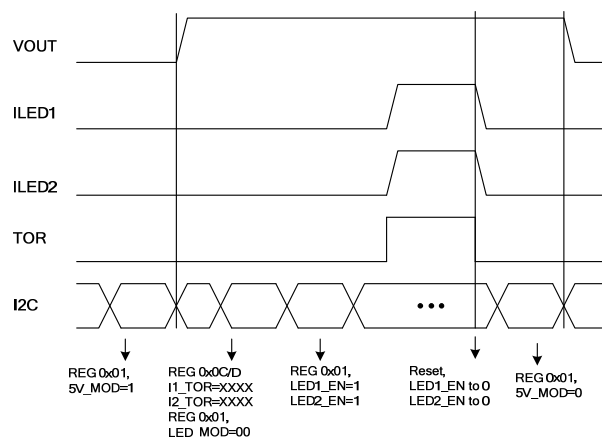 VOUT
ILED1
ILED2
TOR
I2C
REG 0x01,
5V_MOD=1
REG 0x0C/D
I1_TOR=XXXX
I2_TOR=XXXX
REG 0x01,
LED MOD=00
REG 0x01,
LED1_EN=1
LED2_EN=1
Reset,
LED1_EN to 0
LED2_EN to 0
REG 0x01,
5V_MOD=0